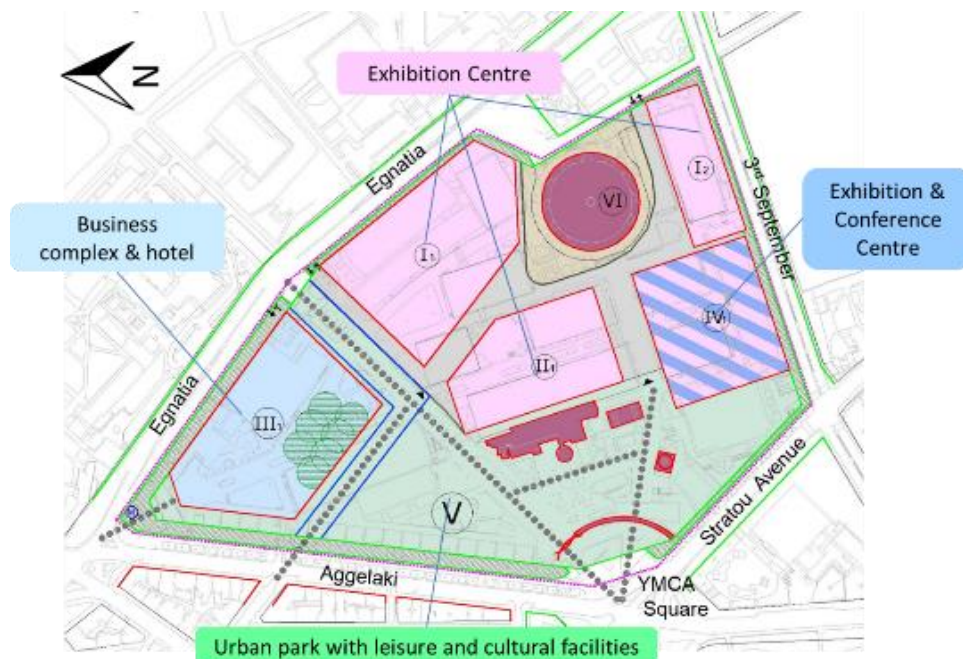 Exhibition Centre
N
Egnatia
I₂
3rd September
VI
Exhibition &
Conference
Centre
Business
complex & hotel
I₁
IV₁
II₁
Egnatia
III₁
V
Stratou Avenue
Aggelaki
YMCA
Square
Urban park with leisure and cultural facilities